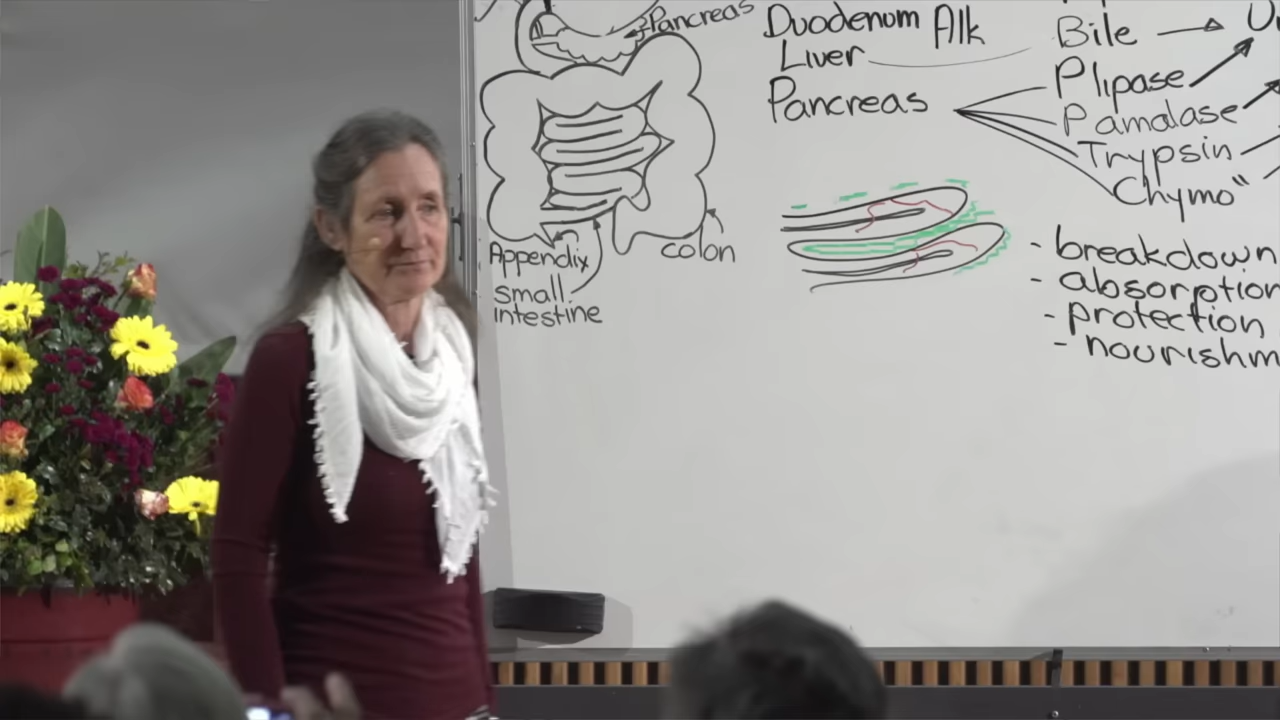 Pancreas
Appendix
small
intestine
colon
Duodenum Alk
Liver
Pancreas
Bile
Plipase
Pamalase
Trypsin
Chymo"
- breakdown
- absorption
- protection
- nourishm